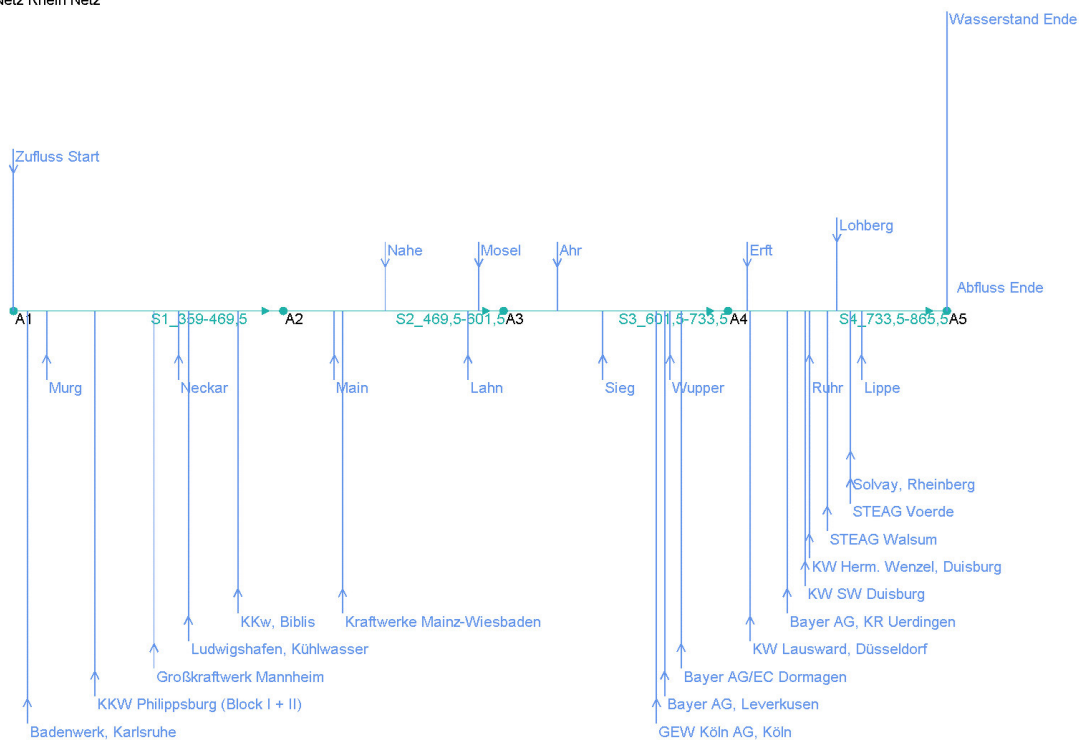 Netz Rhein Netz
Wasserstand Ende
Zufluss Start
Lohberg
Nahe
Mosel
Ahr
Erft
Abfluss Ende
A1
S1_359-469,5
A2
S2_469,5-601,5
A3
S3_601,5-733,5
A4
S4_733,5-865,5
A5
Murg
Neckar
Main
Lahn
Sieg
Wupper
Ruhr
Lippe
Solvay, Rheinberg
STEAG Voerde
STEAG Walsum
KW Herm. Wenzel, Duisburg
KW SW Duisburg
KKw, Biblis
Kraftwerke Mainz-Wiesbaden
Bayer AG, KR Uerdingen
Ludwigshafen, Kühlwasser
KW Lausward, Düsseldorf
Großkraftwerk Mannheim
Bayer AG/EC Dormagen
KKW Philippsburg (Block I + II)
Bayer AG, Leverkusen
Badenwerk, Karlsruhe
GEW Köln AG, Köln